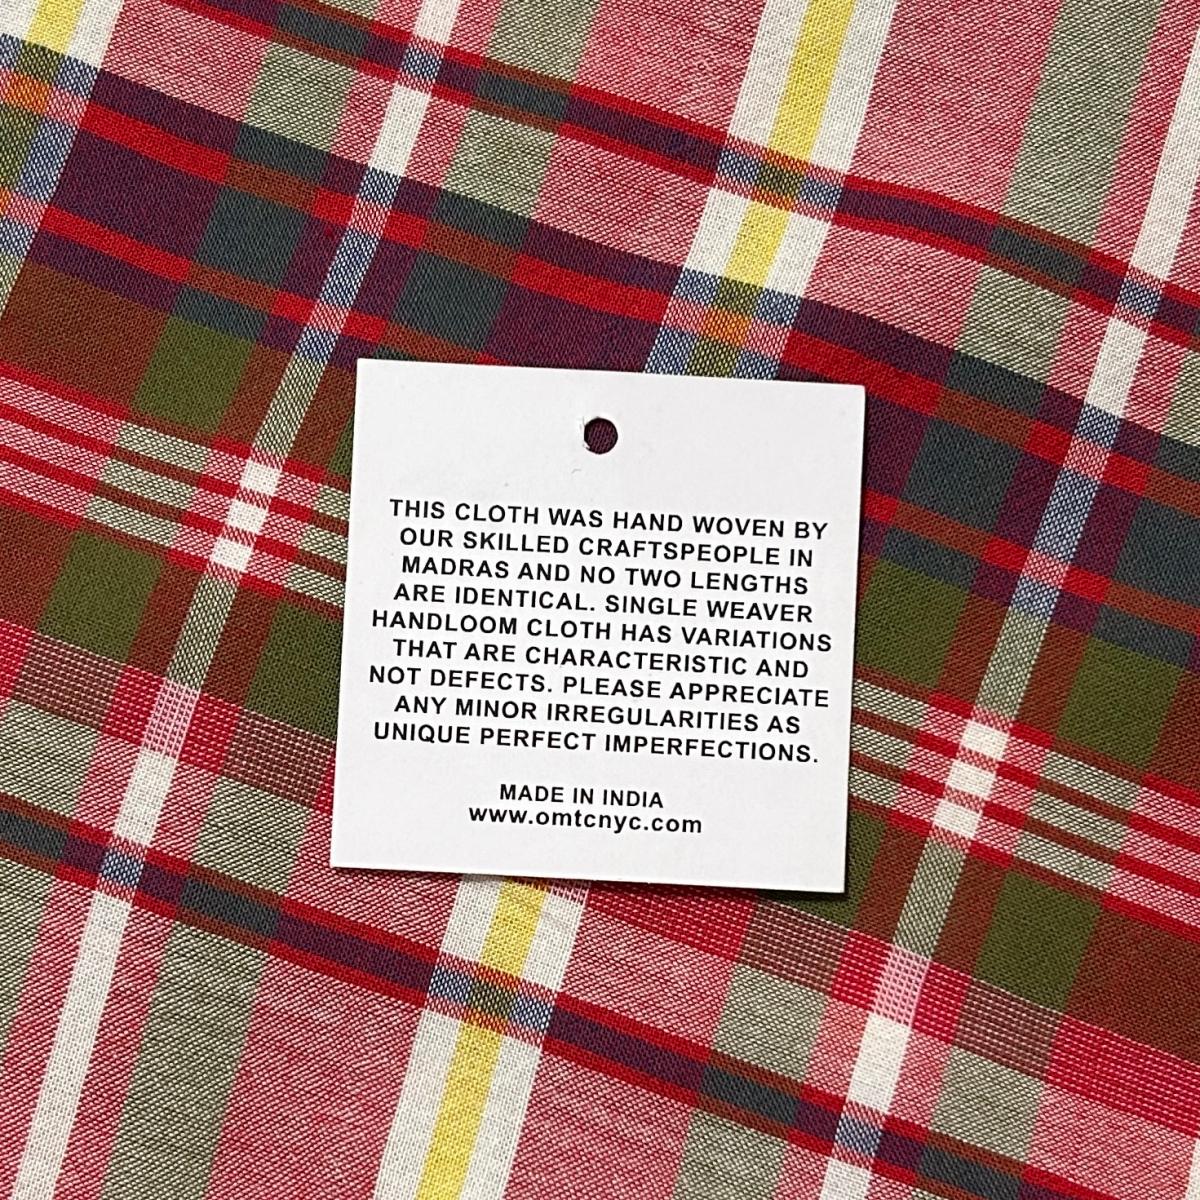 THIS CLOTH WAS HAND WOVEN BY
OUR SKILLED CRAFTSPEOPLE IN
MADRAS AND NO TWO LENGTHS
ARE IDENTICAL. SINGLE WEAVER
HANDLOOM CLOTH HAS VARIATIONS
THAT ARE CHARACTERISTIC AND
NOT DEFECTS. PLEASE APPRECIATE
ANY MINOR IRREGULARITIES AS
UNIQUE PERFECT IMPERFECTIONS.
MADE IN INDIA
www.omtcnyc.com